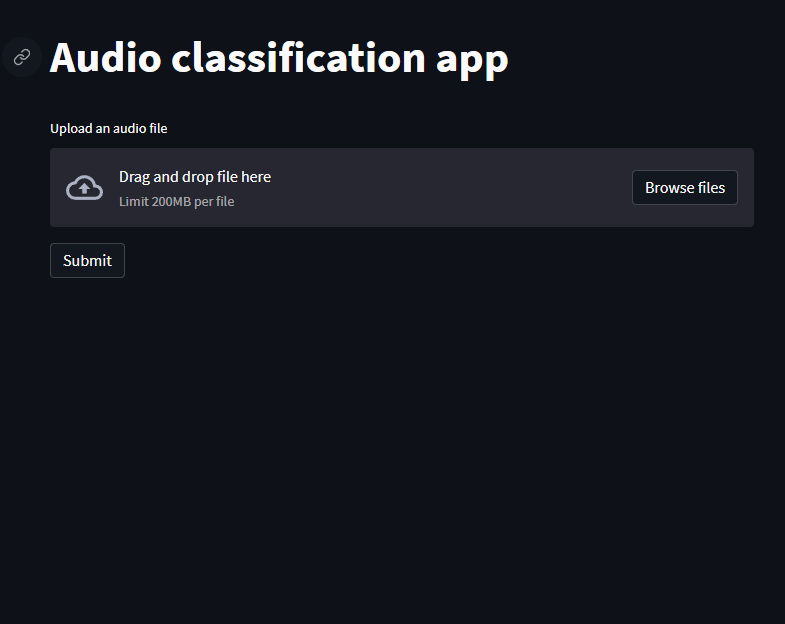 Audio classification app
Upload an audio file
Drag and drop file here
Limit 200MB per file
Browse files
Submit